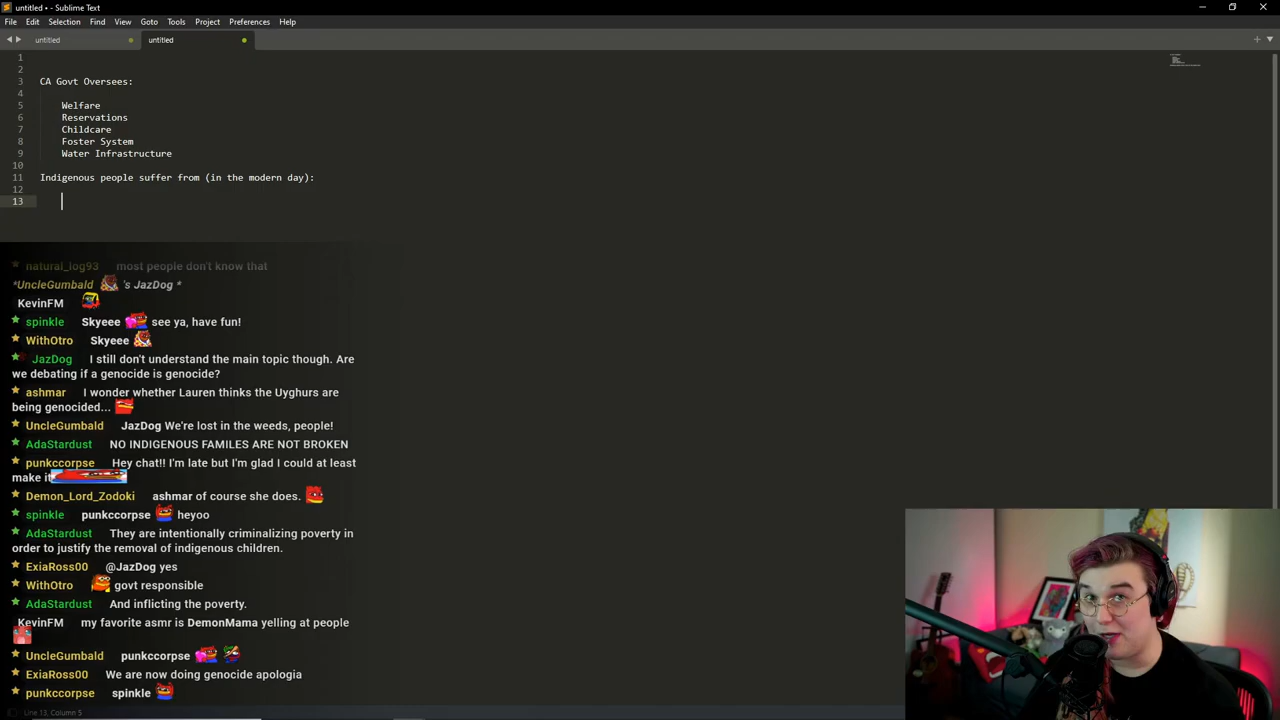 untitled • - Sublime Text
File Edit Selection Find View Goto Tools Project Preferences Help
untitled
untitled
1
2
3 CA Govt Oversees:
4
5 Welfare
6 Reservations
7 Childcare
8 Foster System
9 Water Infrastructure
10
11 Indigenous people suffer from (in the modern day):
12
13
natural_log93 most people don't know that
*UncleGumbald 's JazDog *
KevinFM
spinkle Skyeee see ya, have fun!
WithOtro Skyeee
JazDog I still don't understand the main topic though. Are
we debating if a genocide is genocide?
ashmar I wonder whether Lauren thinks the Uyghurs are
being genocided...
UncleGumbald JazDog We're lost in the weeds, people!
AdaStardust NO INDIGENOUS FAMILES ARE NOT BROKEN
punkccorpse Hey chat!! I'm late but I'm glad I could at least
make it
Demon_Lord_Zodoki ashmar of course she does.
spinkle punkccorpse heyoo
AdaStardust They are intentionally criminalizing poverty in
order to justify the removal of indigenous children.
ExiaRoss00 @JazDog yes
WithOtro govt responsible
AdaStardust And inflicting the poverty.
KevinFM my favorite asmr is DemonMama yelling at people
UncleGumbald punkccorpse
ExiaRoss00 We are now doing genocide apologia
punkccorpse spinkle
Line 13, Column 5